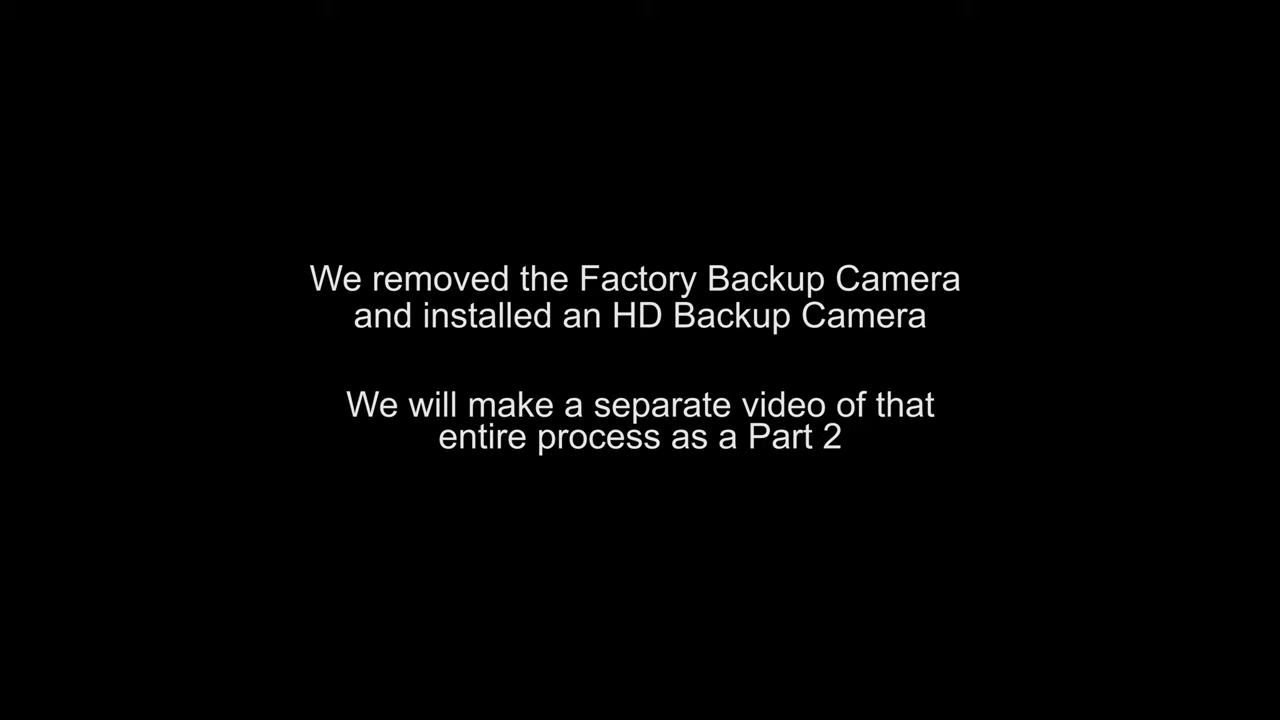 We removed the Factory Backup Camera
and installed an HD Backup Camera
We will make a separate video of that
entire process as a Part 2